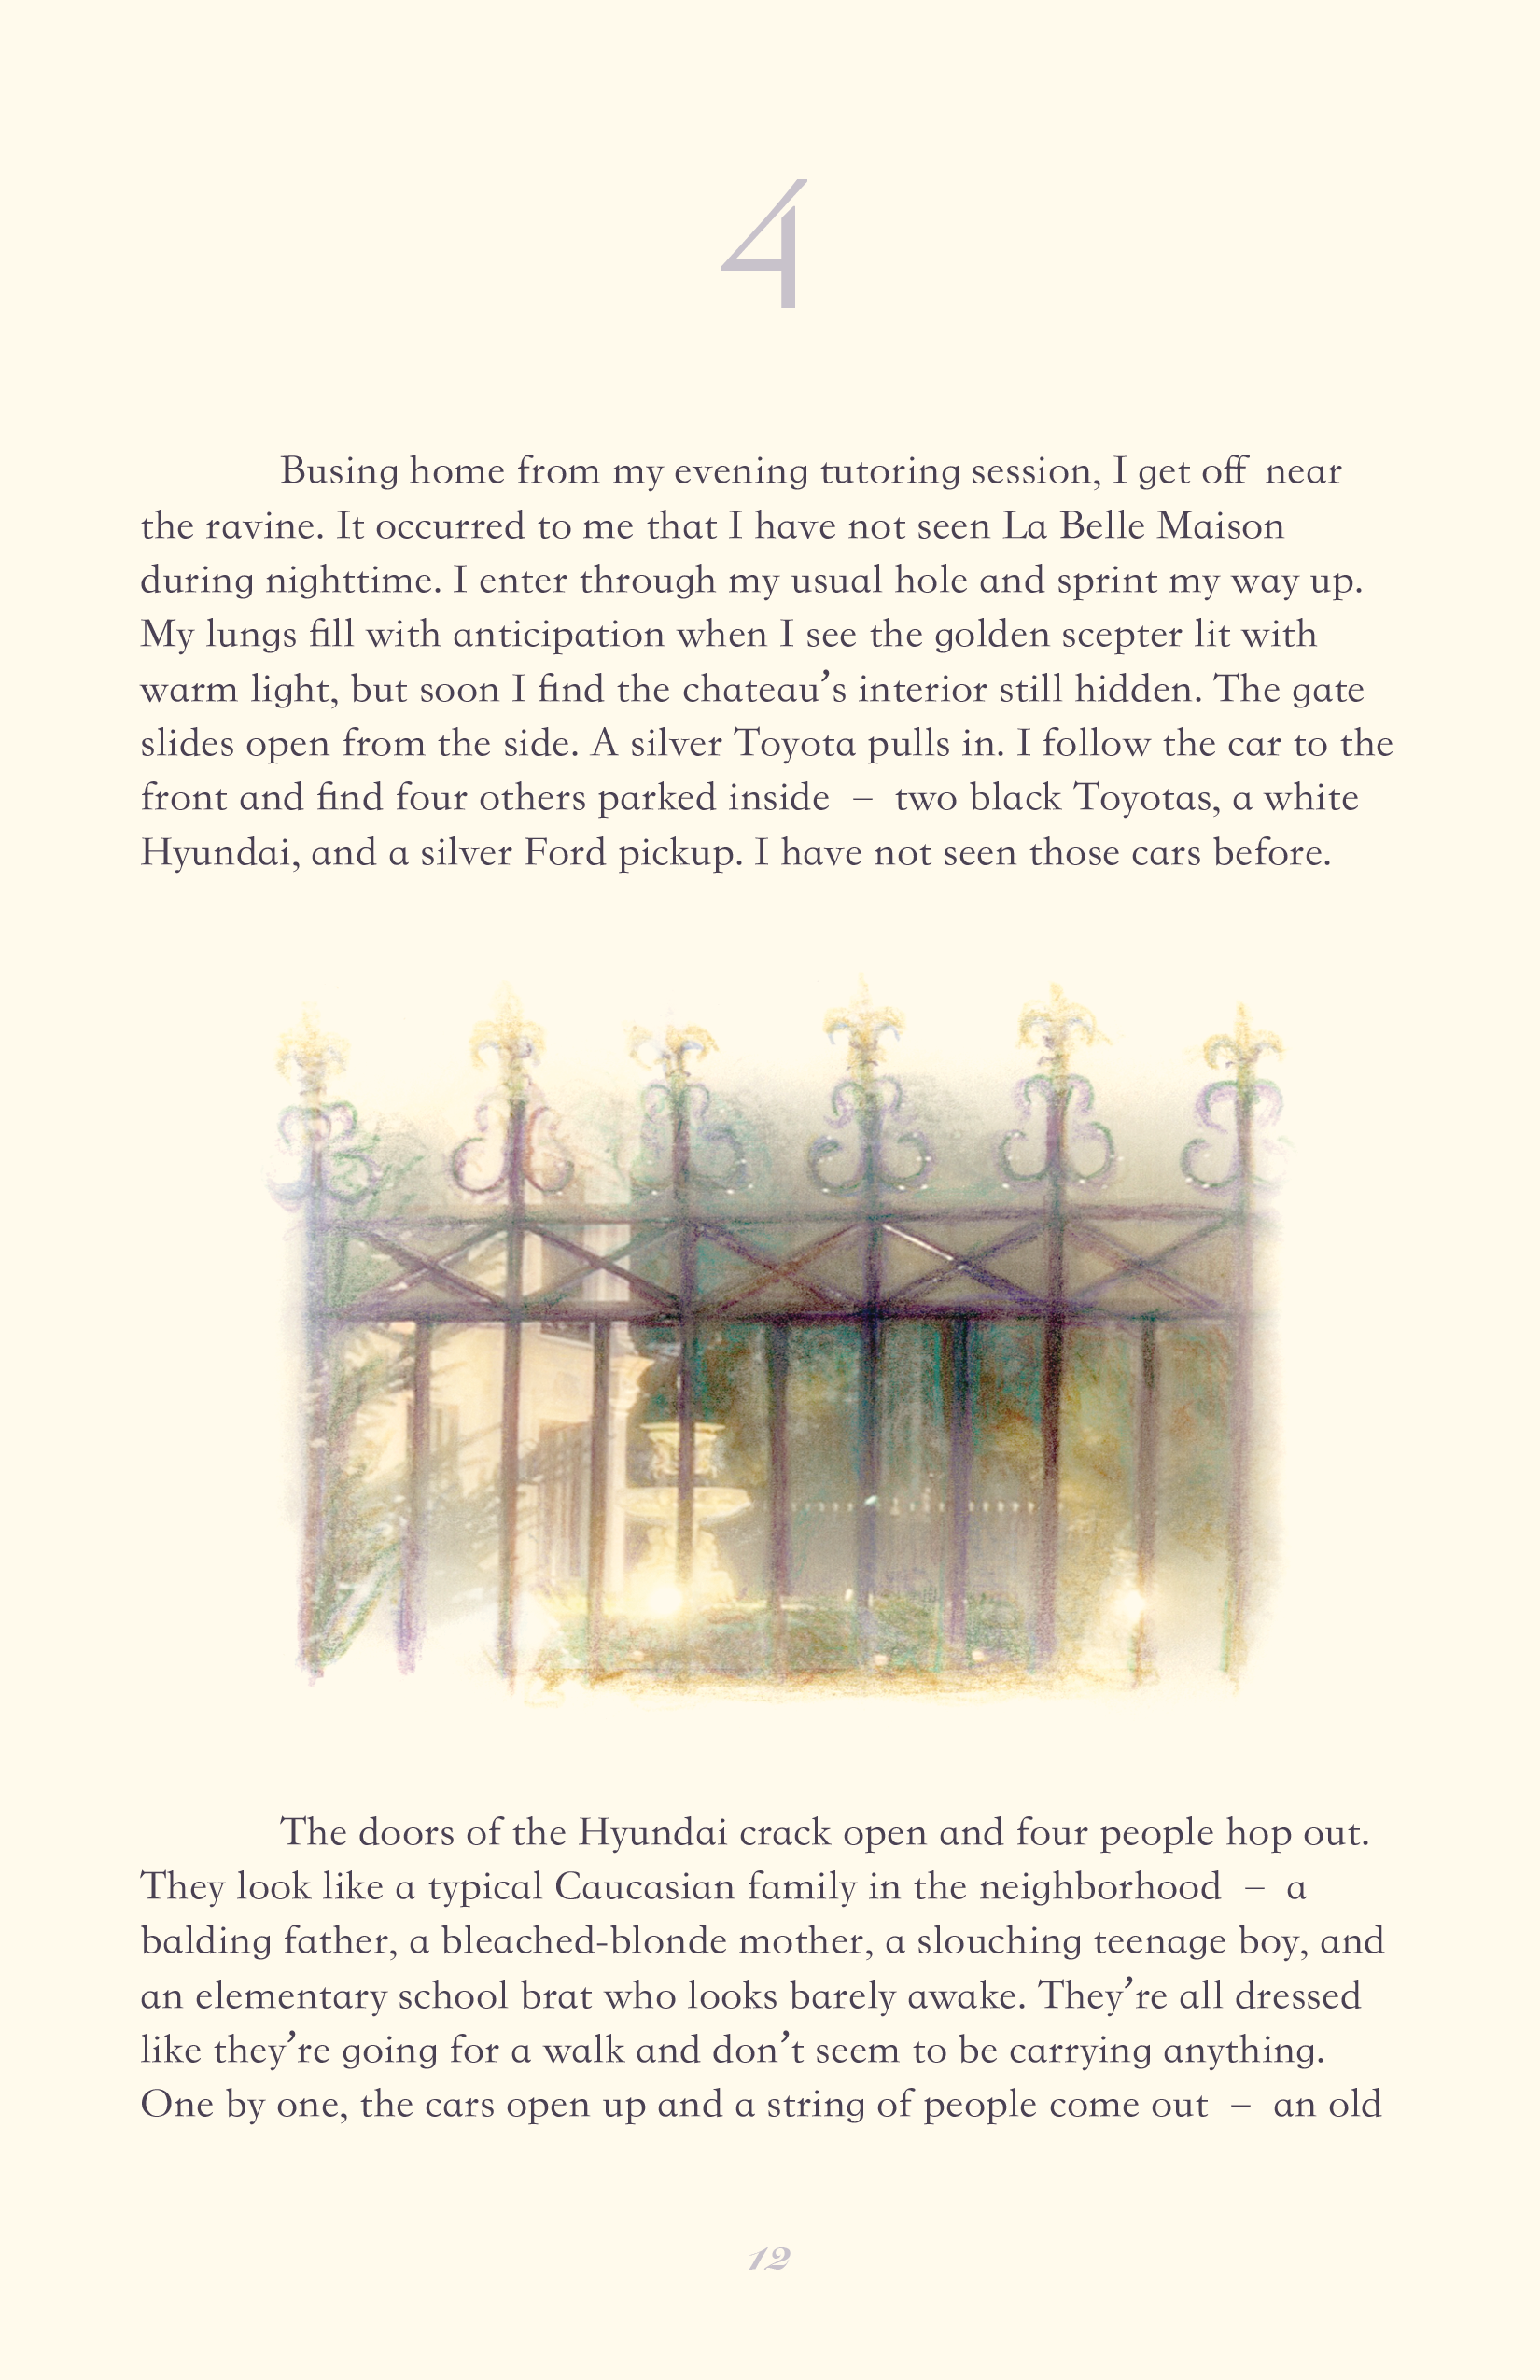 4
Busing home from my evening tutoring session, I get off near
the ravine. It occurred to me that I have not seen La Belle Maison
during nighttime. I enter through my usual hole and sprint my way up.
My lungs fill with anticipation when I see the golden scepter lit with
warm light, but soon I find the chateau’s interior still hidden. The gate
slides open from the side. A silver Toyota pulls in. I follow the car to the
front and find four others parked inside – two black Toyotas, a white
Hyundai, and a silver Ford pickup. I have not seen those cars before.
The doors of the Hyundai crack open and four people hop out.
They look like a typical Caucasian family in the neighborhood – a
balding father, a bleached-blonde mother, a slouching teenage boy, and
an elementary school brat who looks barely awake. They’re all dressed
like they’re going for a walk and don’t seem to be carrying anything.
One by one, the cars open up and a string of people come out – an old
12